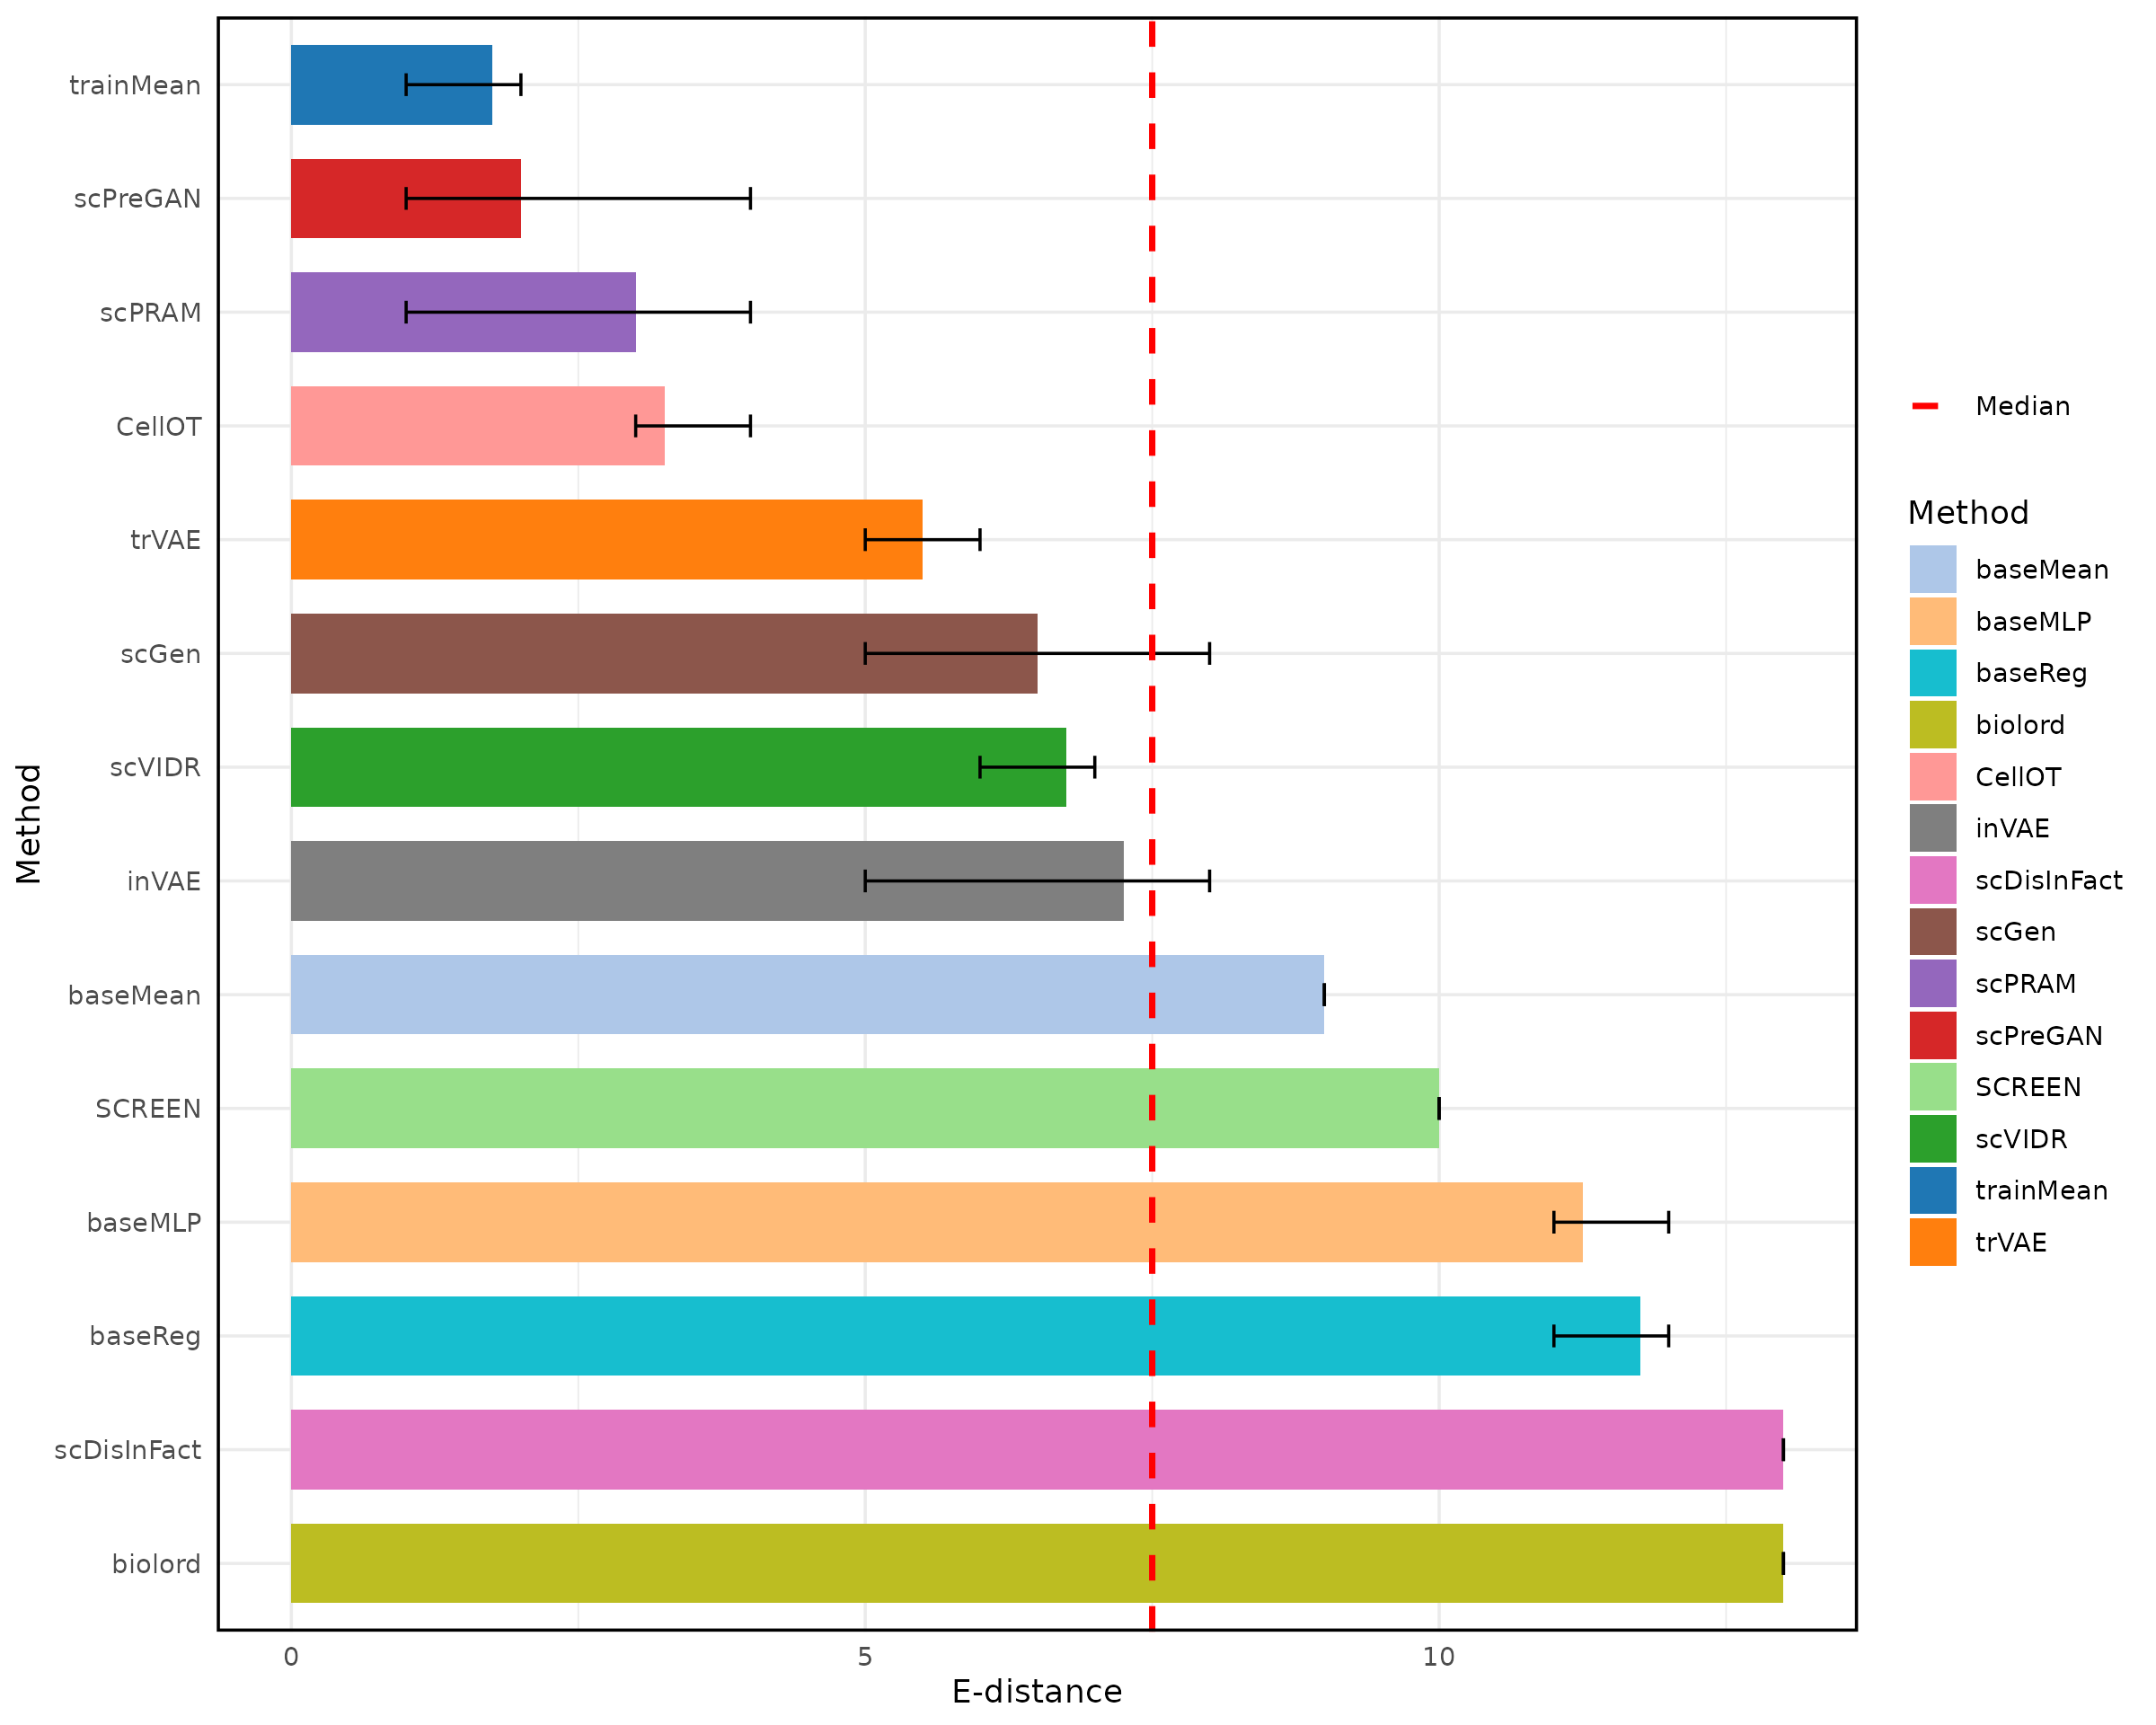 Method
trainMean
scPreGAN
scPRAM
CellOT
trVAE
scGen
scVIDR
inVAE
baseMean
SCREEN
baseMLP
baseReg
scDisInFact
biolord
0 5 10
E-distance
Median
Method
baseMean
baseMLP
baseReg
biolord
CellOT
inVAE
scDisInFact
scGen
scPRAM
scPreGAN
SCREEN
scVIDR
trainMean
trVAE